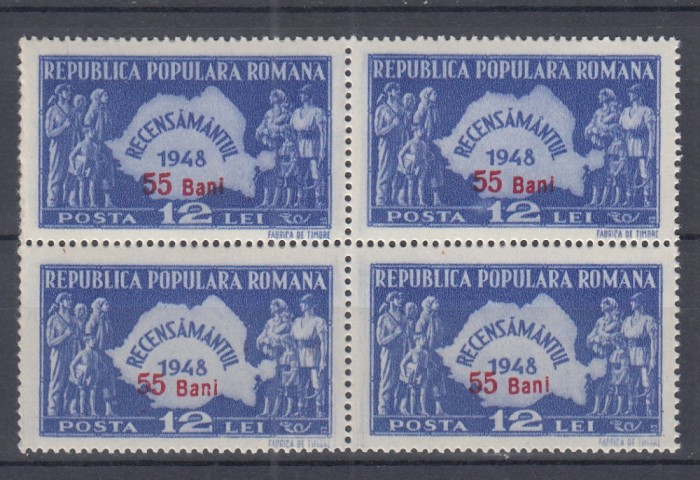 REPUBLICA POPULARA ROMANA
RECENSĂMÂNTUL
1948
55 Bani
POSTA 12 LEI
FABRICA DE TIMBRE
REPUBLICA POPULARA ROMANA
RECENSĂMÂNTUL
1948
55 Bani
POSTA 12 LEI
FABRICA DE TIMBRE
REPUBLICA POPULARA ROMANA
RECENSĂMÂNTUL
1948
55 Bani
POSTA 12 LEI
FABRICA DE TIMBRE
REPUBLICA POPULARA ROMANA
RECENSĂMÂNTUL
1948
55 Bani
POSTA 12 LEI
FABRICA DE TIMBRE